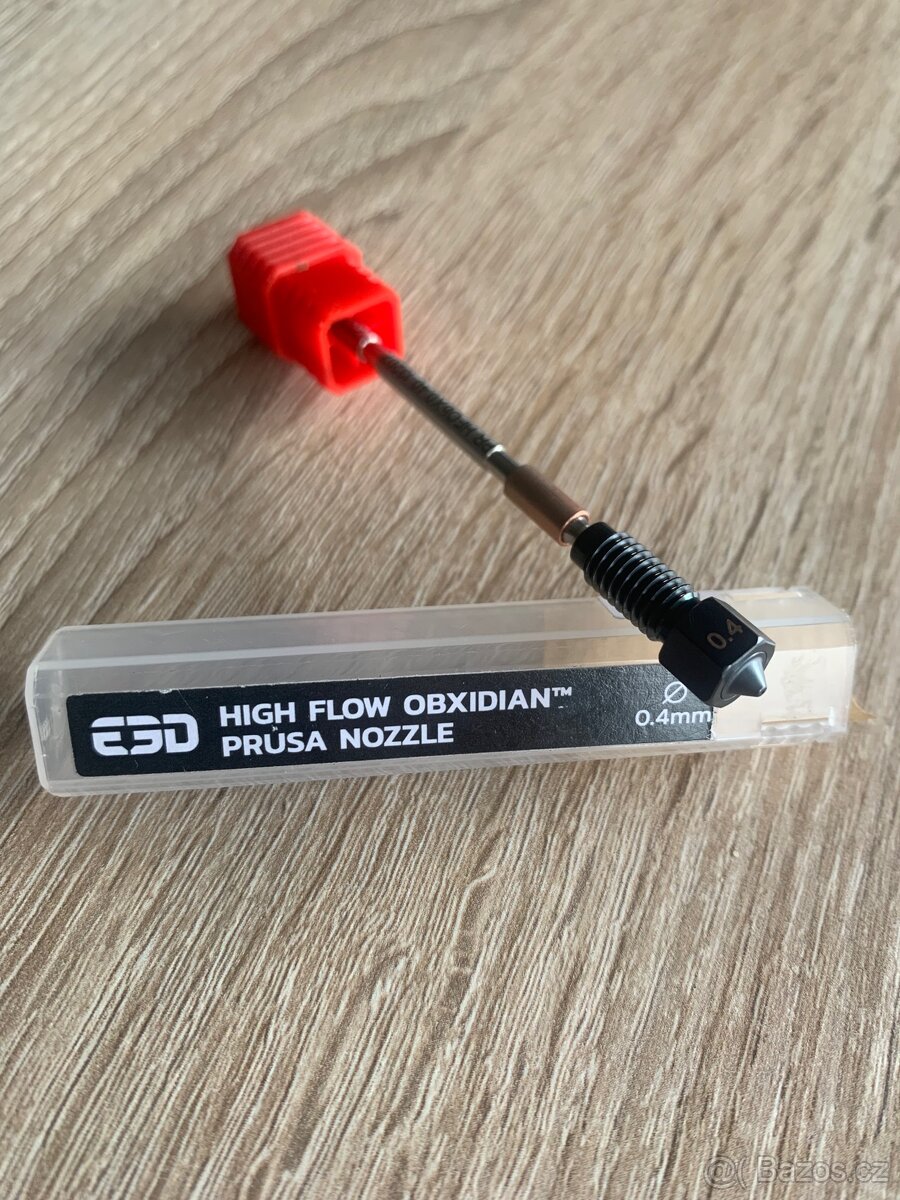 0.4
E3D
HIGH FLOW OBXIDIAN™
PRUSA NOZZLE
Ø
0.4mm
Bazos.cz